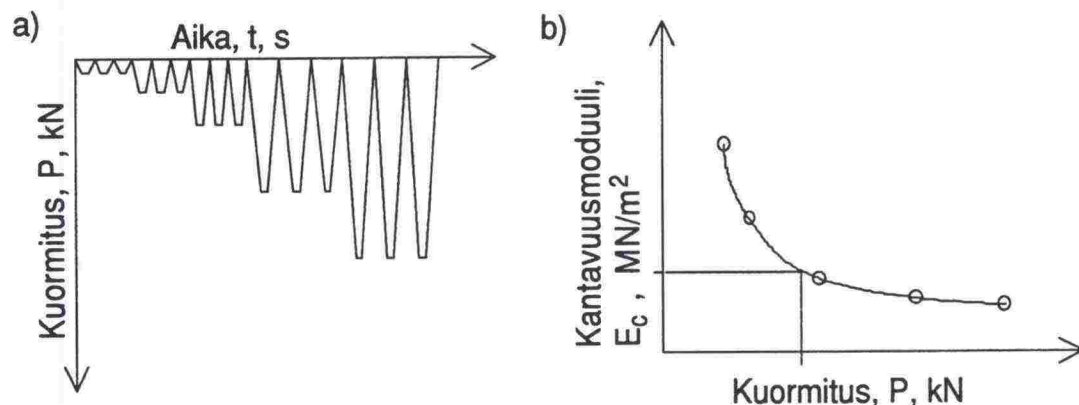 a)
Aika, t, s
Kuormitus, P, kN
b)
Kantavuusmoduuli,
E_c , MN/m²
Kuormitus, P, kN